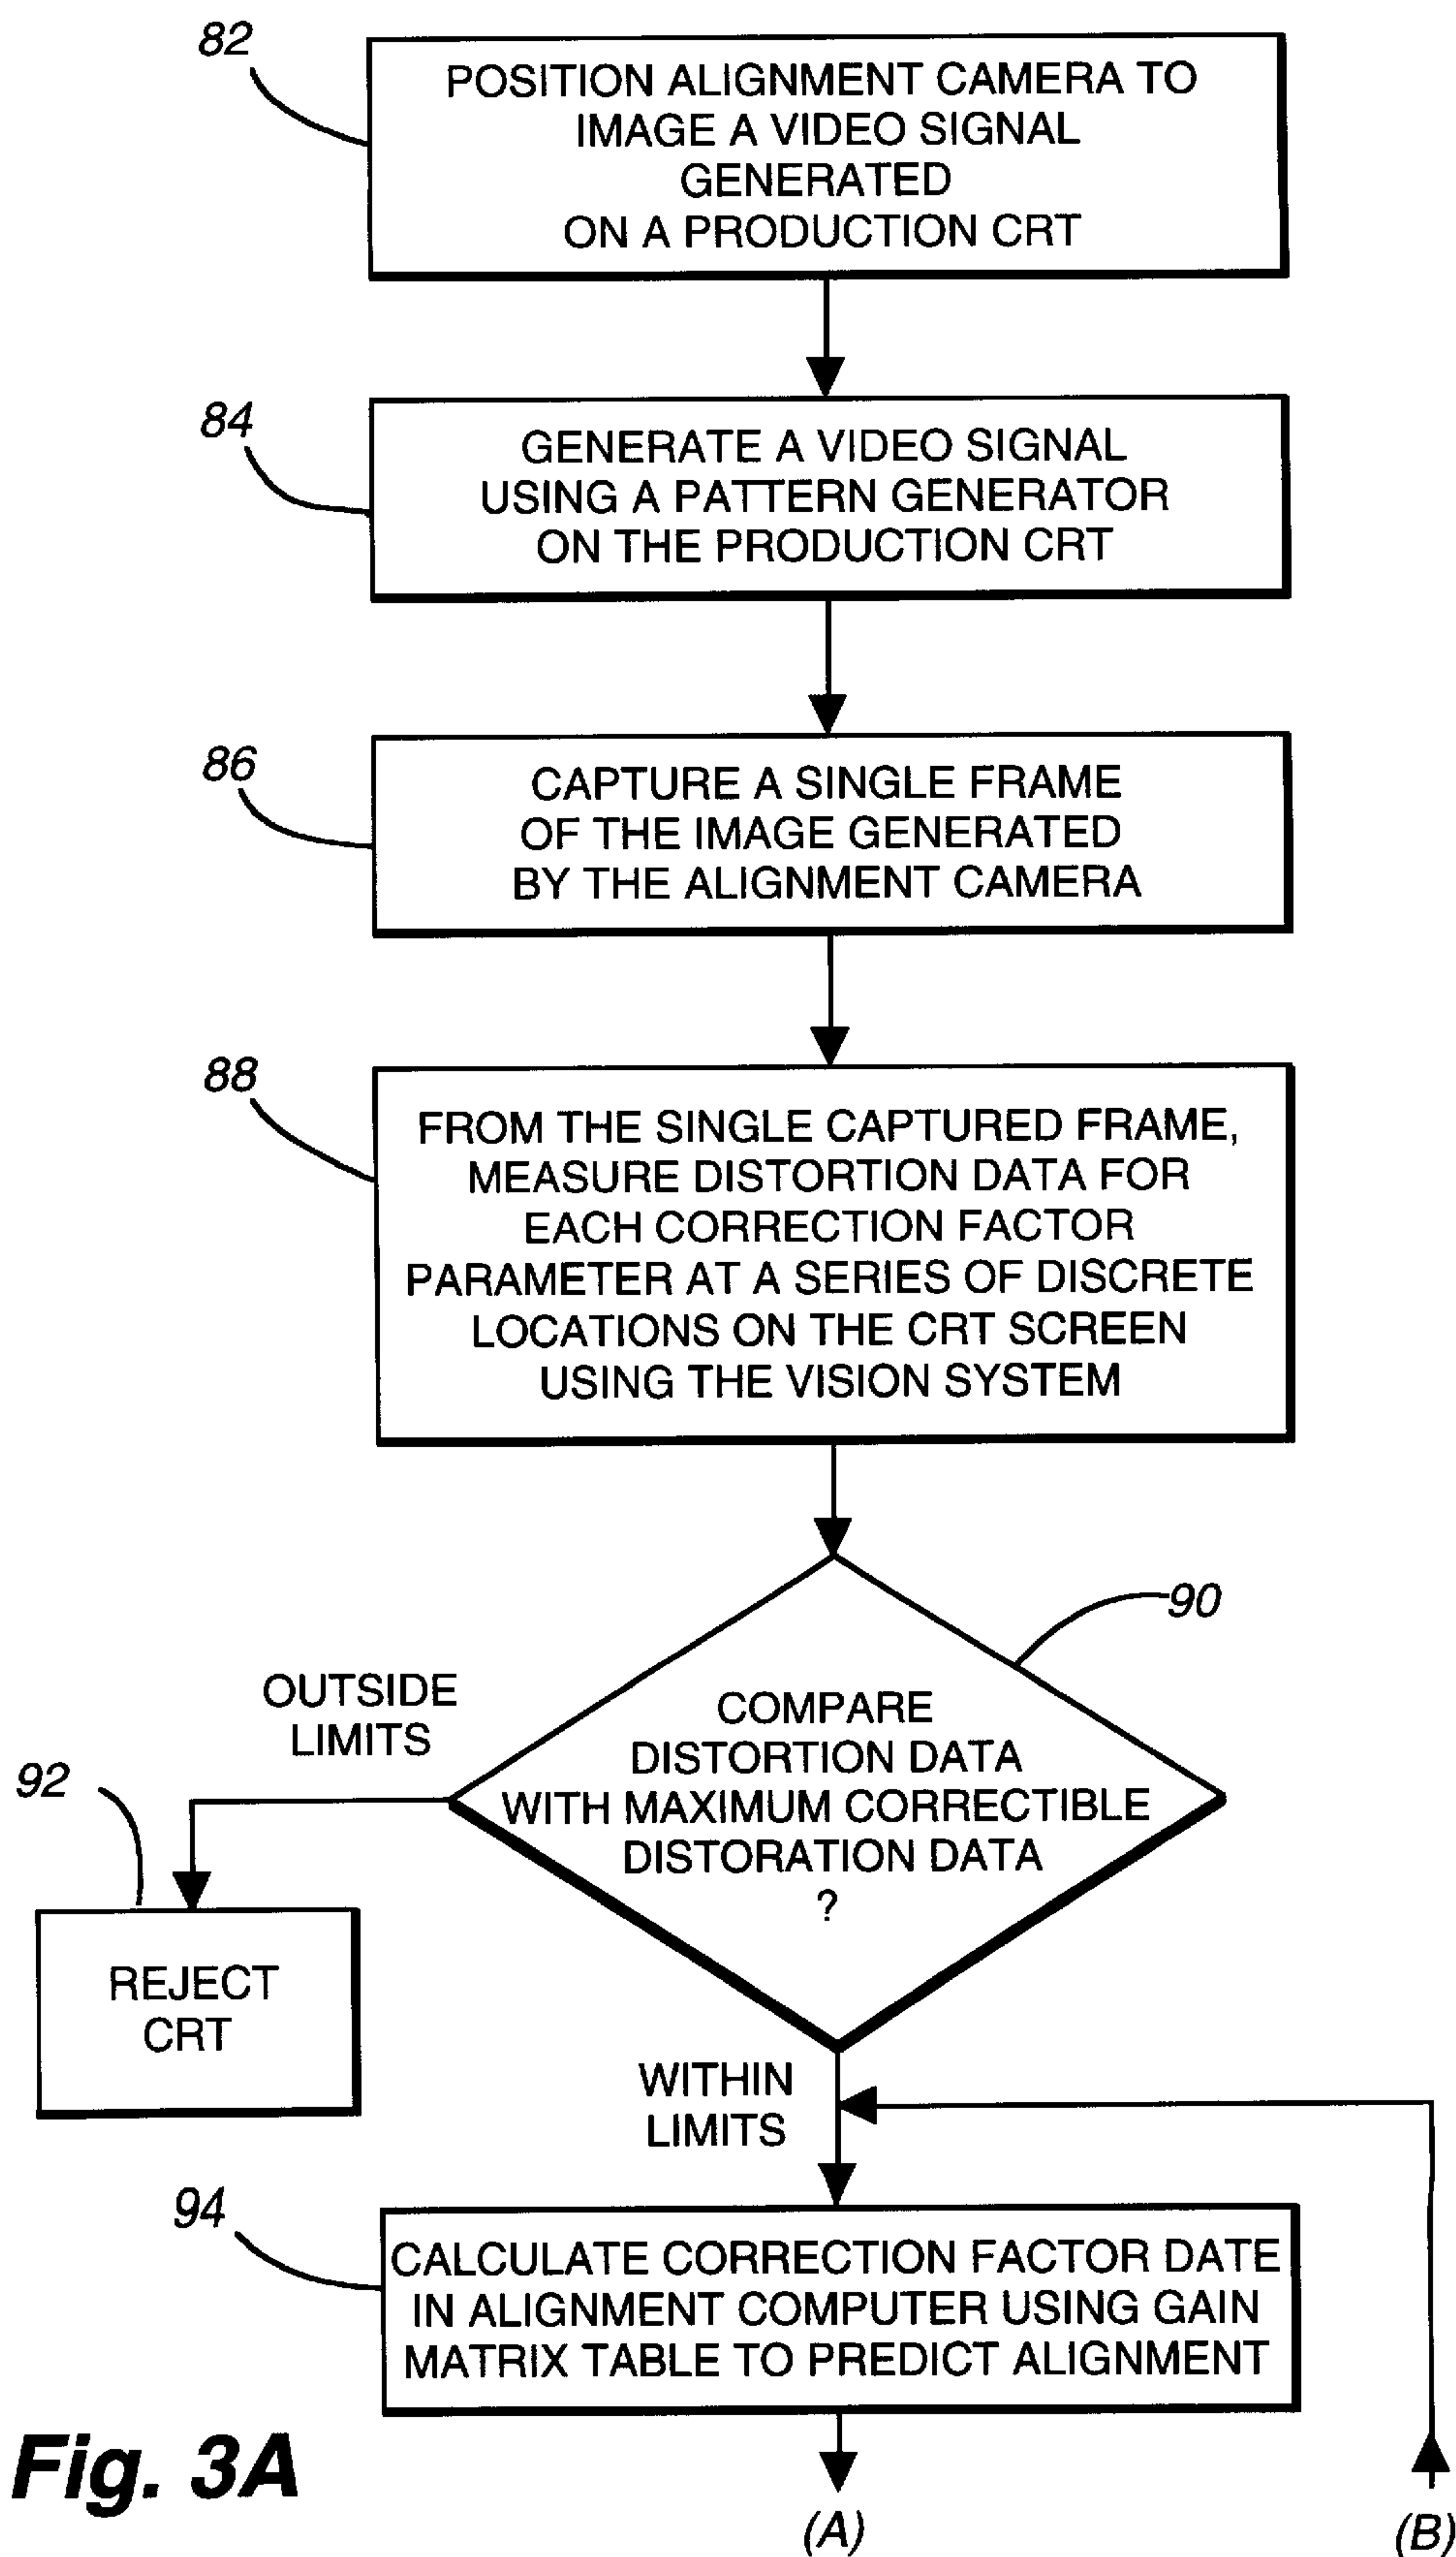 82
POSITION ALIGNMENT CAMERA TO
IMAGE A VIDEO SIGNAL
GENERATED
ON A PRODUCTION CRT
84
GENERATE A VIDEO SIGNAL
USING A PATTERN GENERATOR
ON THE PRODUCTION CRT
86
CAPTURE A SINGLE FRAME
OF THE IMAGE GENERATED
BY THE ALIGNMENT CAMERA
88
FROM THE SINGLE CAPTURED FRAME,
MEASURE DISTORTION DATA FOR
EACH CORRECTION FACTOR
PARAMETER AT A SERIES OF DISCRETE
LOCATIONS ON THE CRT SCREEN
USING THE VISION SYSTEM
90
COMPARE
DISTORTION DATA
WITH MAXIMUM CORRECTIBLE
DISTORATION DATA
?
OUTSIDE
LIMITS
92
REJECT
CRT
WITHIN
LIMITS
94
CALCULATE CORRECTION FACTOR DATE
IN ALIGNMENT COMPUTER USING GAIN
MATRIX TABLE TO PREDICT ALIGNMENT
(A)
(B)
Fig. 3A